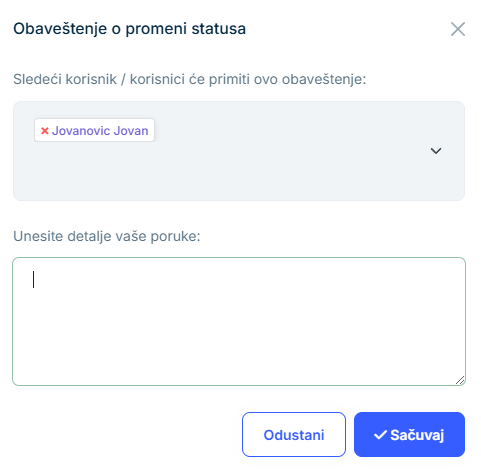 Obaveštenje o promeni statusa
Sledeći korisnik / korisnici će primiti ovo obaveštenje:
Jovanovic Jovan
Unesite detalje vaše poruke:
Odustani
Sačuvaj